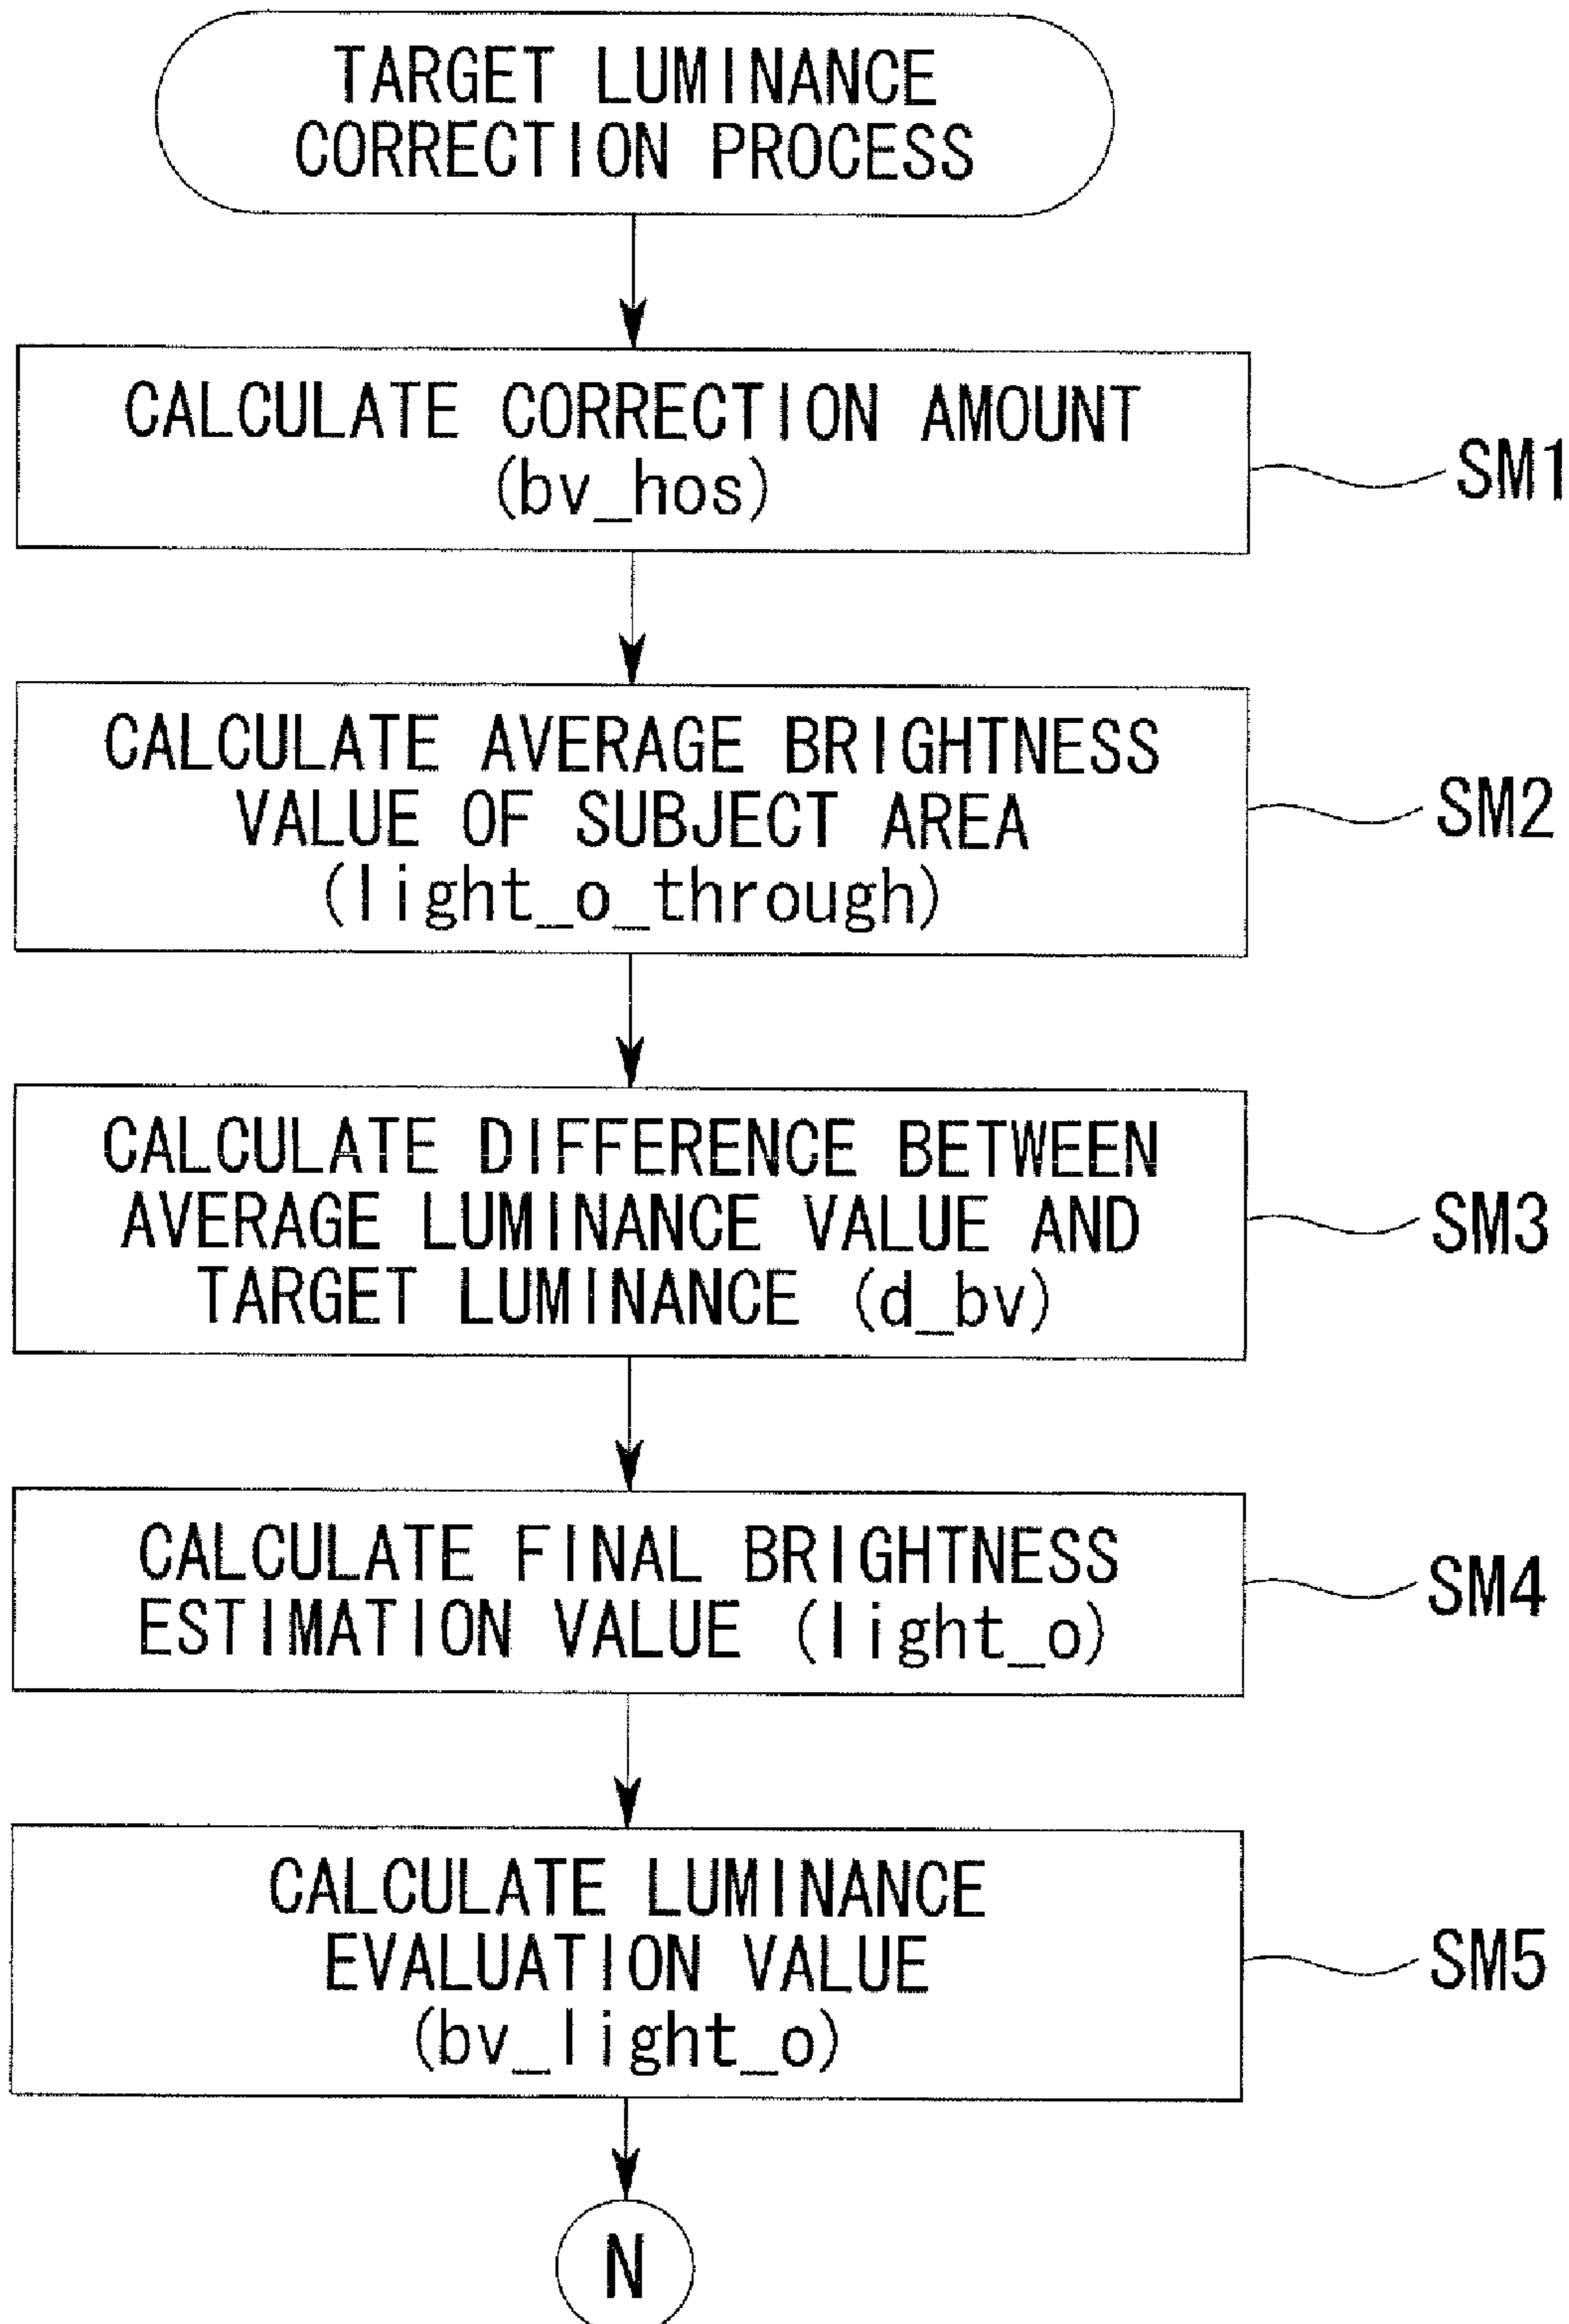 TARGET LUMINANCE
CORRECTION PROCESS
CALCULATE CORRECTION AMOUNT
(bv_hos)
SM1
CALCULATE AVERAGE BRIGHTNESS
VALUE OF SUBJECT AREA
(light_o_through)
SM2
CALCULATE DIFFERENCE BETWEEN
AVERAGE LUMINANCE VALUE AND
TARGET LUMINANCE (d_bv)
SM3
CALCULATE FINAL BRIGHTNESS
ESTIMATION VALUE (light_o)
SM4
CALCULATE LUMINANCE
EVALUATION VALUE
(bv_light_o)
SM5
N